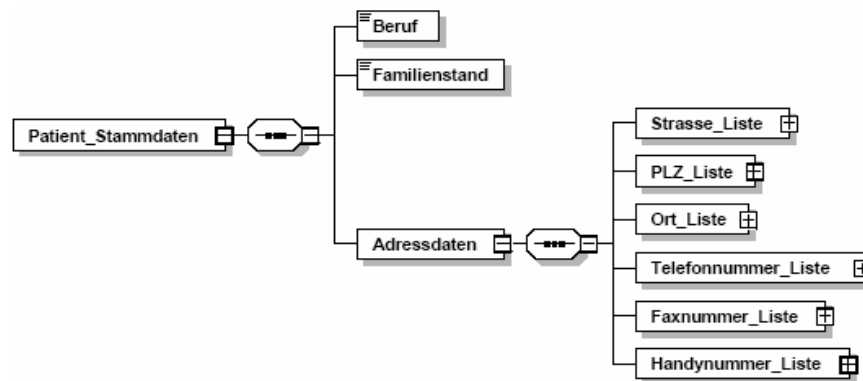 Beruf
Familienstand
Patient_Stammdaten
Adressdaten
Strasse_Liste
PLZ_Liste
Ort_Liste
Telefonnummer_Liste
Faxnummer_Liste
Handynummer_Liste